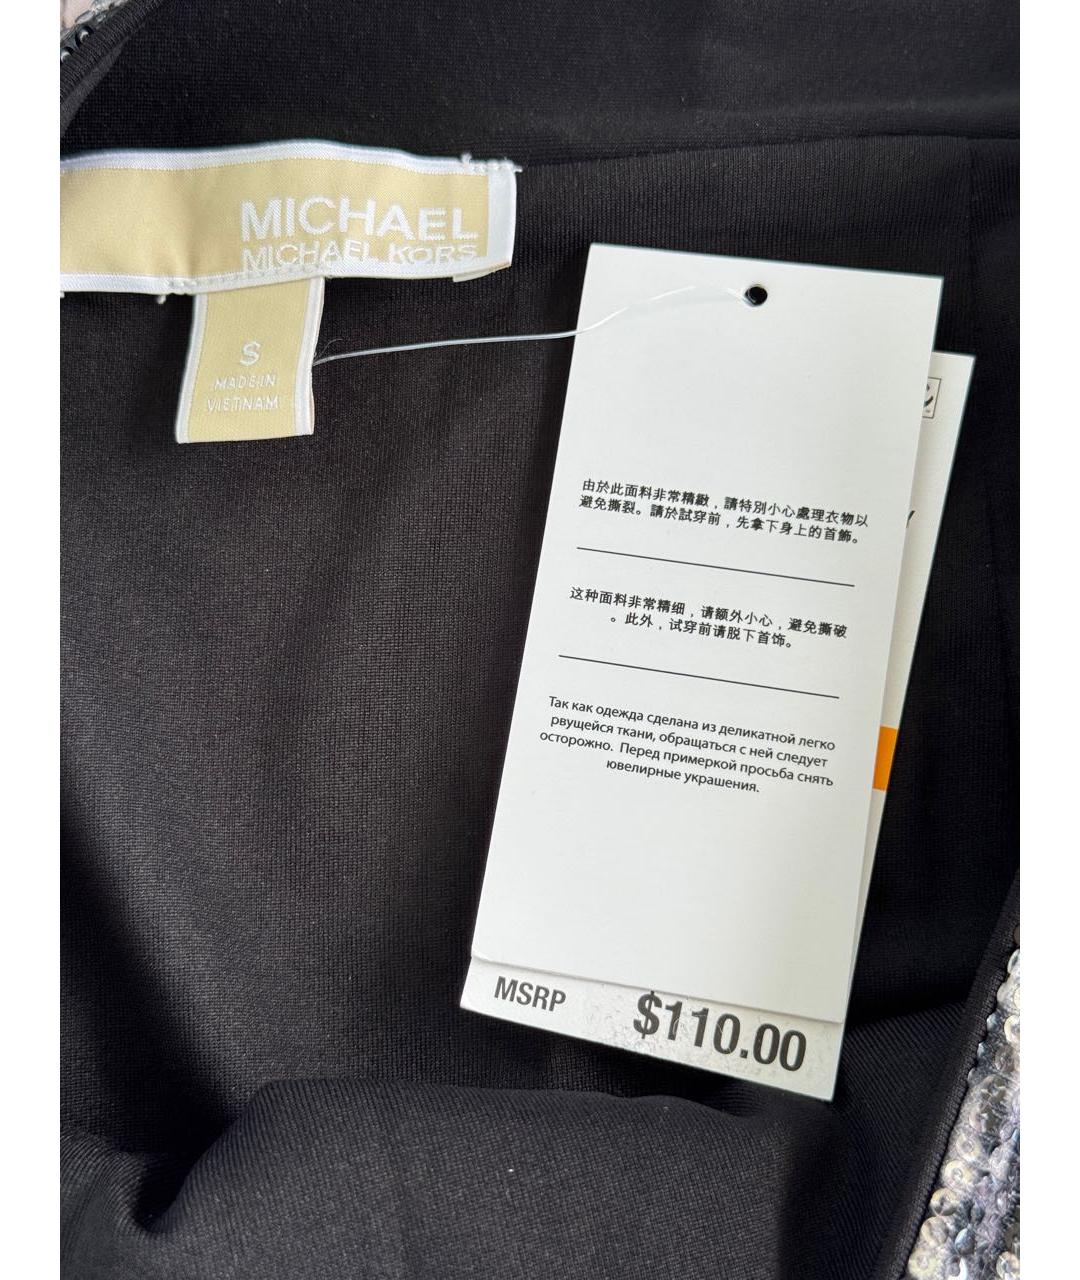 MICHAEL
MICHAEL KORS
S
MADE IN
VIETNAM
由於此面料非常精緻，請特別小心處理衣物以
避免撕裂。請於試穿前，先拿下身上的首飾。
这种面料非常精细，请额外小心，避免撕破
。此外，试穿前请脱下首饰。
Так как одежда сделана из деликатной легко
рвущейся ткани, обращаться с ней следует
осторожно. Перед примеркой просьба снять
ювелирные украшения.
MSRP $110.00